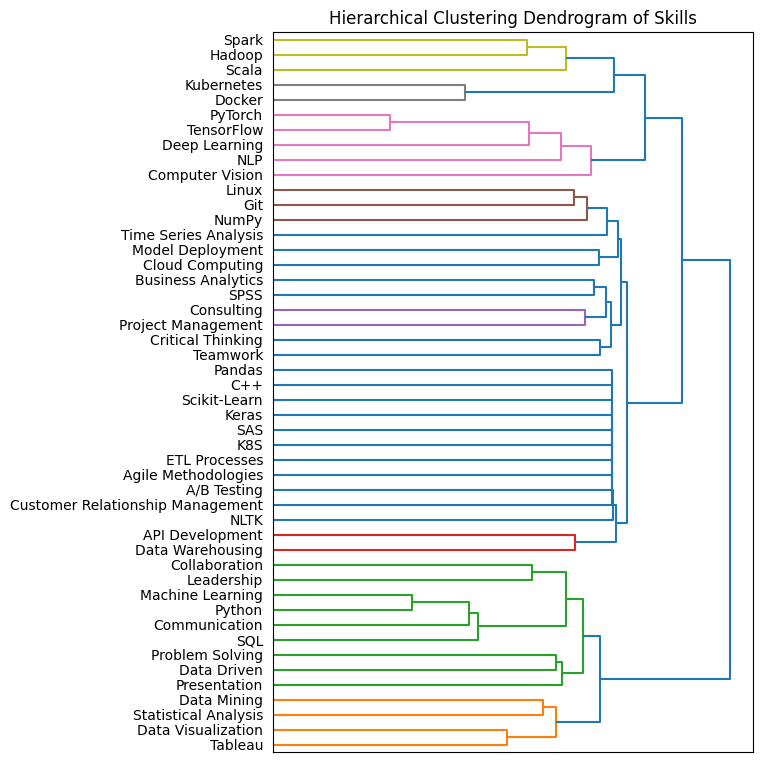 Hierarchical Clustering Dendrogram of Skills
Spark
Hadoop
Scala
Kubernetes
Docker
PyTorch
TensorFlow
Deep Learning
NLP
Computer Vision
Linux
Git
NumPy
Time Series Analysis
Model Deployment
Cloud Computing
Business Analytics
SPSS
Consulting
Project Management
Critical Thinking
Teamwork
Pandas
C++
Scikit-Learn
Keras
SAS
K8S
ETL Processes
Agile Methodologies
A/B Testing
Customer Relationship Management
NLTK
API Development
Data Warehousing
Collaboration
Leadership
Machine Learning
Python
Communication
SQL
Problem Solving
Data Driven
Presentation
Data Mining
Statistical Analysis
Data Visualization
Tableau